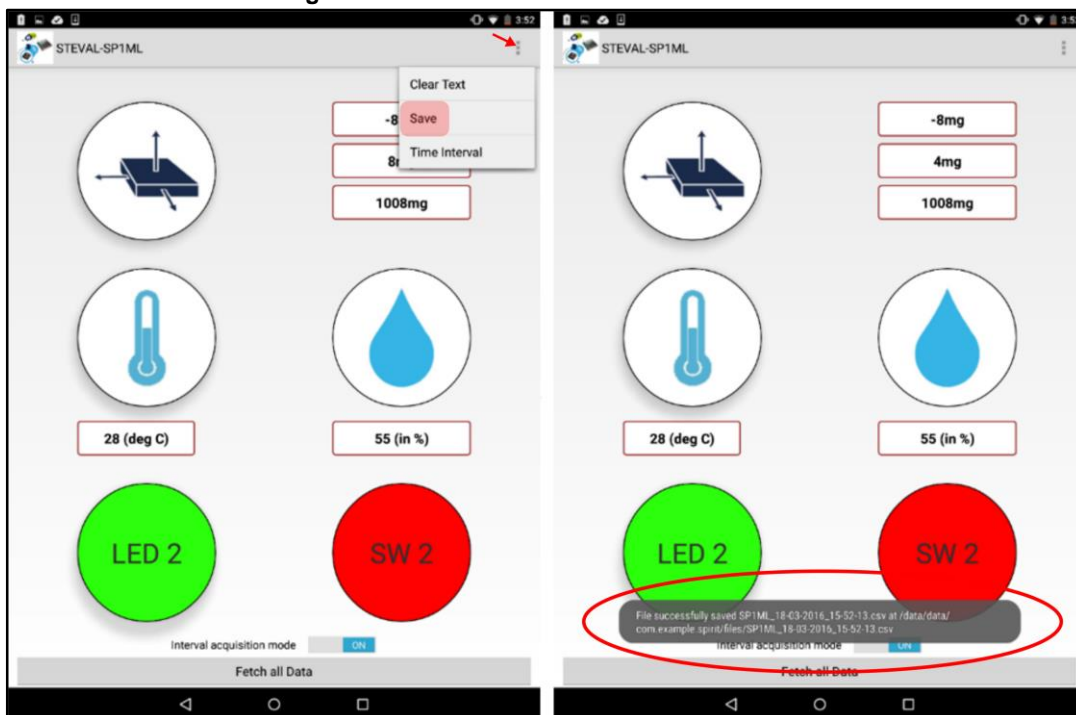 3:52
STEVAL-SP1ML
Clear Text
Save
Time Interval
-8
8
1008mg
28 (deg C)
55 (in %)
LED 2
SW 2
Interval acquisition mode
ON
Fetch all Data
STEVAL-SP1ML
-8mg
4mg
1008mg
28 (deg C)
55 (in %)
LED 2
SW 2
File successfully saved SP1ML_18-03-2016_15-52-13.csv at /data/data/
com.example.spirit/files/SP1ML_18-03-2016_15-52-13.csv
Interval acquisition mode
ON
Fetch all Data